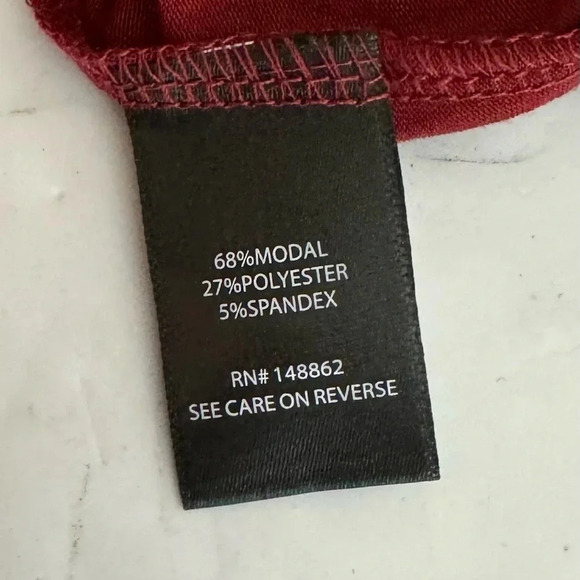 68%MODAL
27%POLYESTER
5%SPANDEX
RN# 148862
SEE CARE ON REVERSE